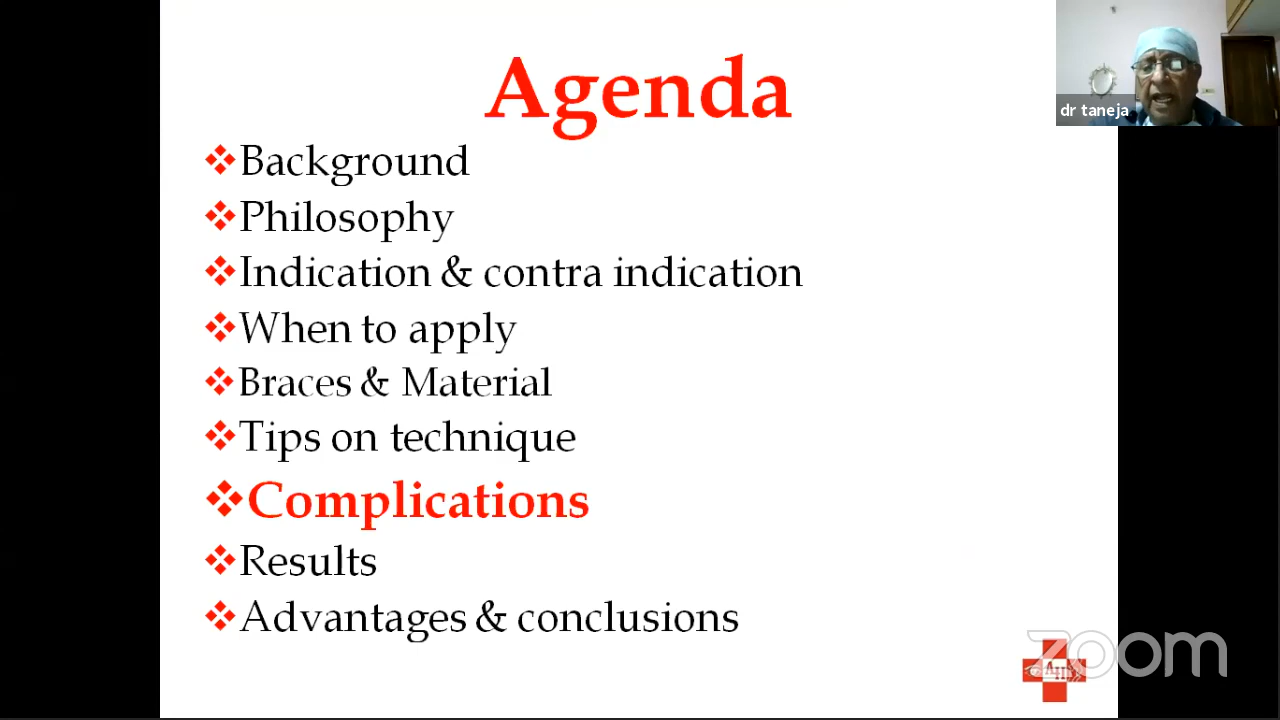 Agenda
dr taneja
Background
Philosophy
Indication & contra indication
When to apply
Braces & Material
Tips on technique
Complications
Results
Advantages & conclusions
zoom